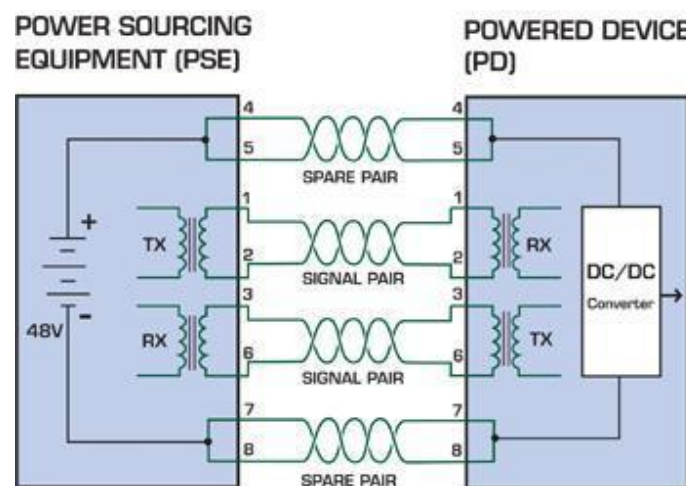 POWER SOURCING
EQUIPMENT (PSE)
POWERED DEVICE
(PD)
4
4
5
5
SPARE PAIR
1
1
+
TX
RX
2
2
SIGNAL PAIR
DC/DC
Converter
3
3
-
48V
RX
TX
6
6
SIGNAL PAIR
7
7
8
8
SPARE PAIR